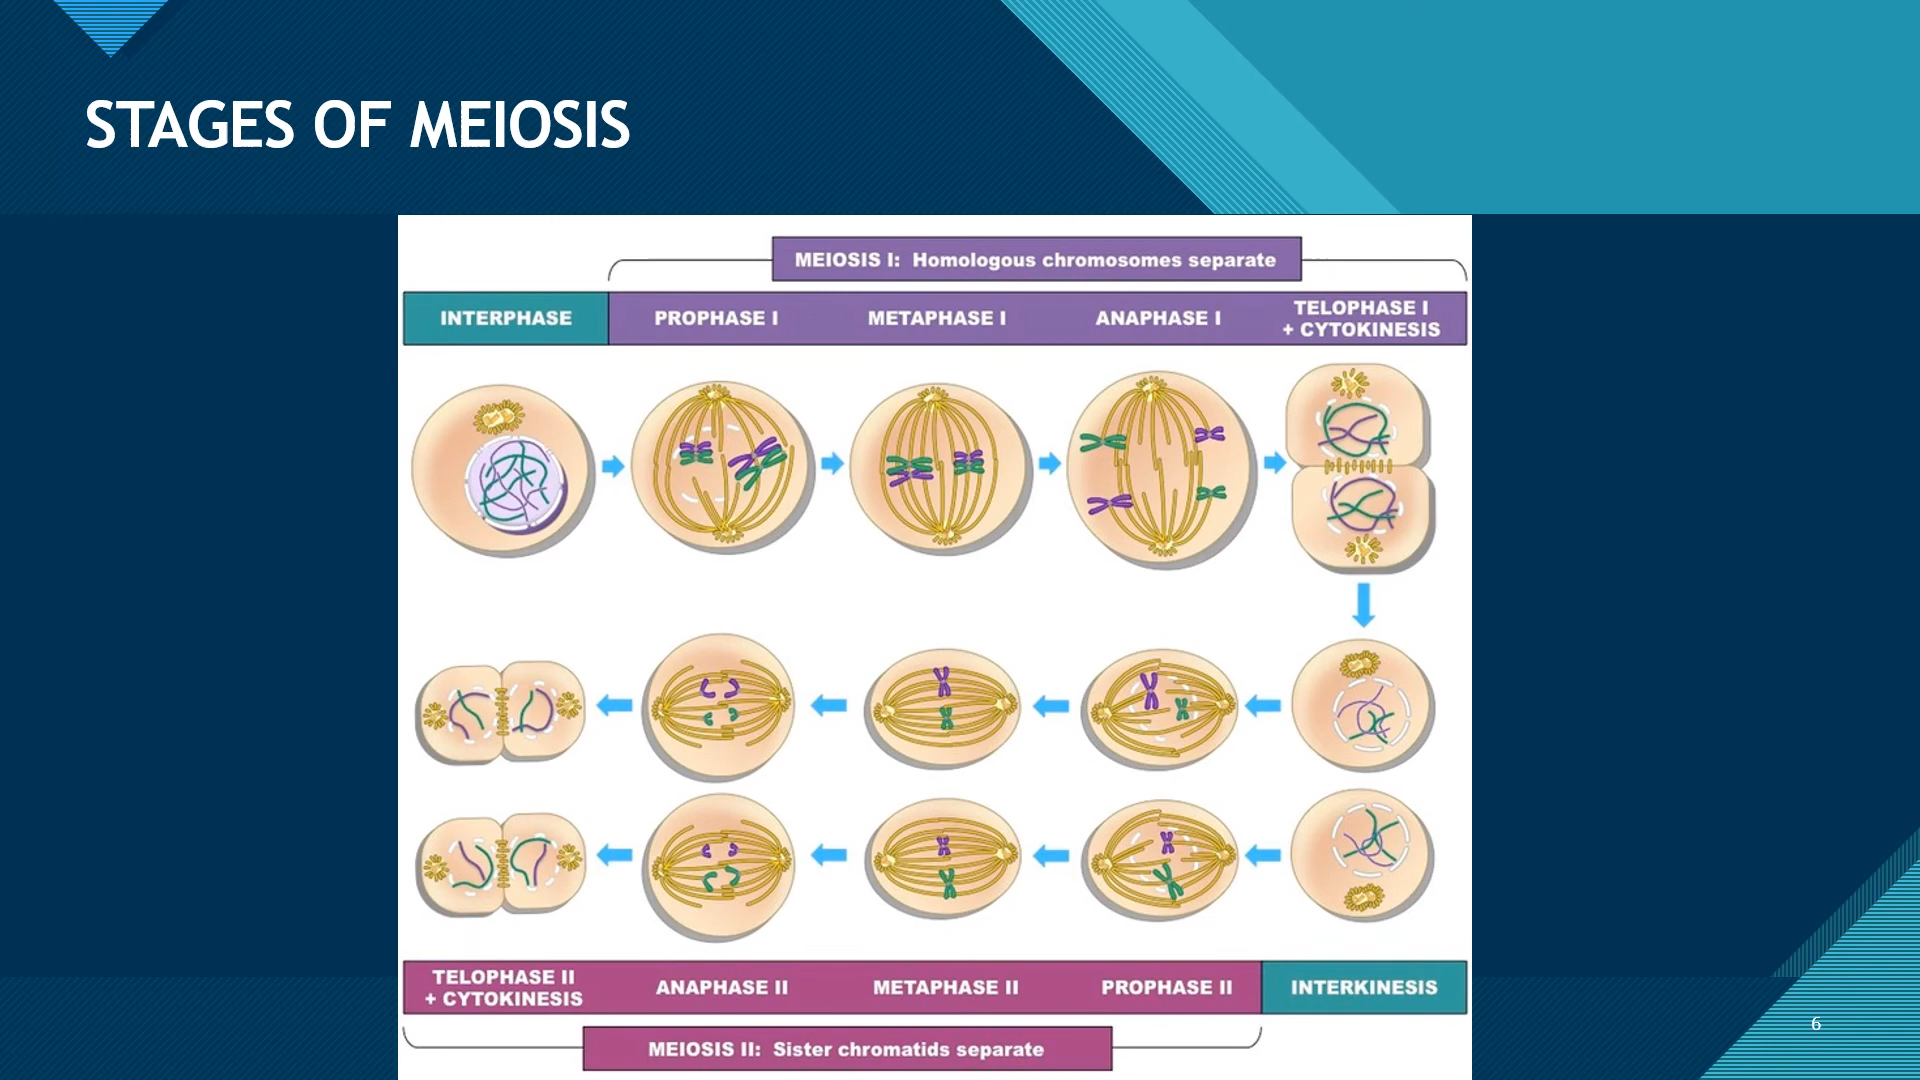 STAGES OF MEIOSIS
MEIOSIS I: Homologous chromosomes separate
INTERPHASE
PROPHASE I
METAPHASE I
ANAPHASE I
TELOPHASE I
+ CYTOKINESIS
TELOPHASE II
+ CYTOKINESIS
ANAPHASE II
METAPHASE II
PROPHASE II
INTERKINESIS
MEIOSIS II: Sister chromatids separate
6